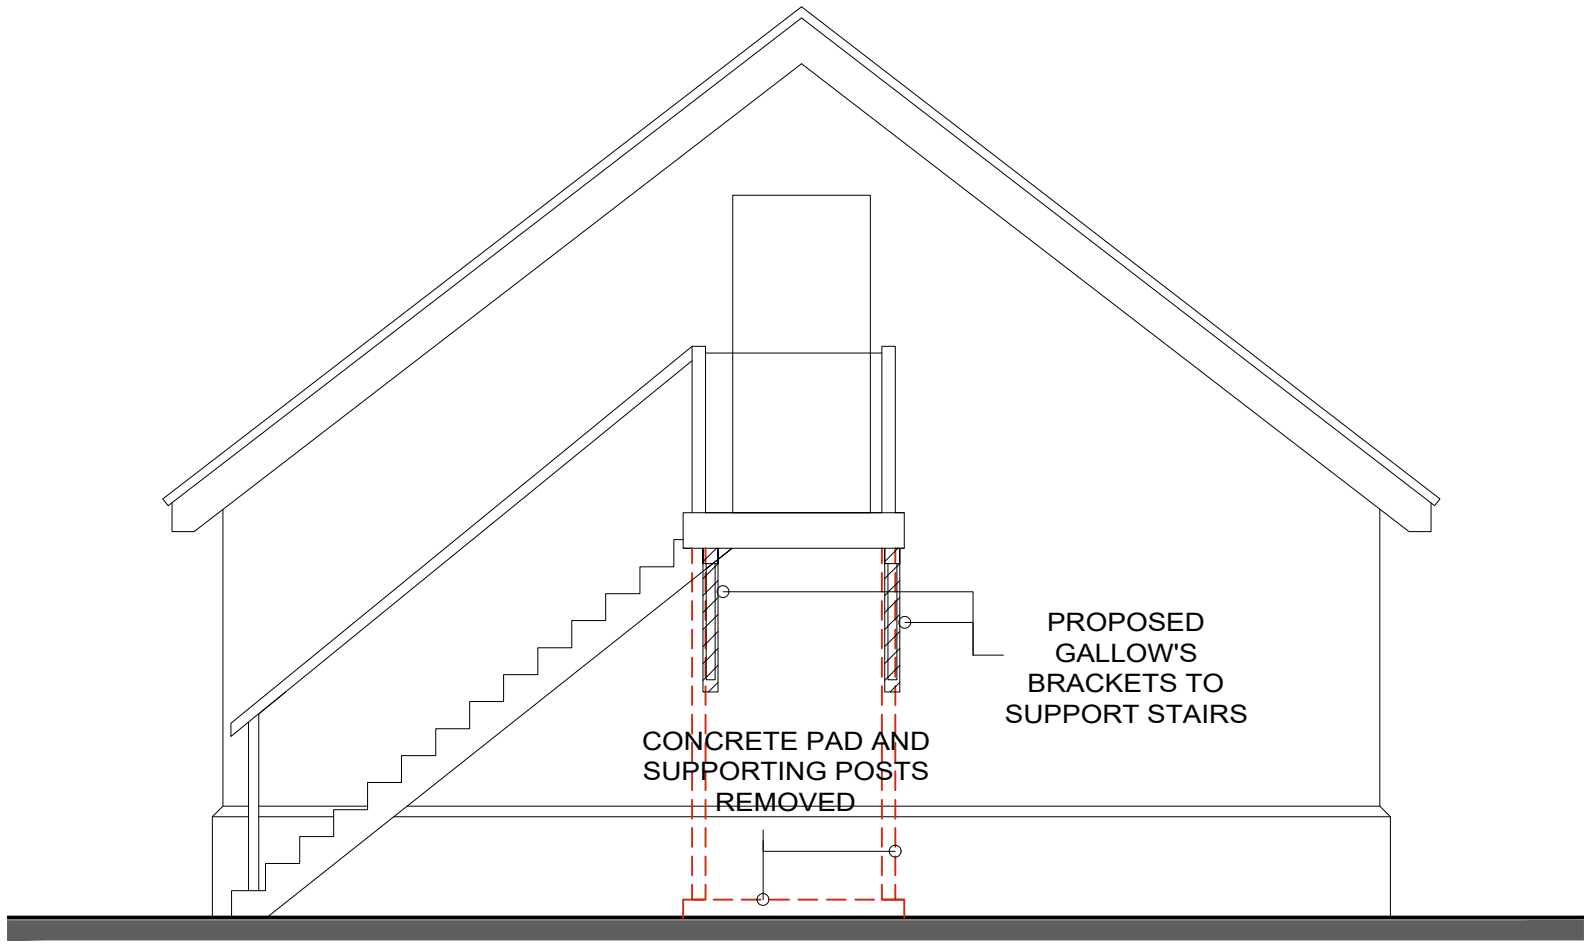 PROPOSED
GALLOW'S
BRACKETS TO
SUPPORT STAIRS
CONCRETE PAD AND
SUPPORTING POSTS
REMOVED